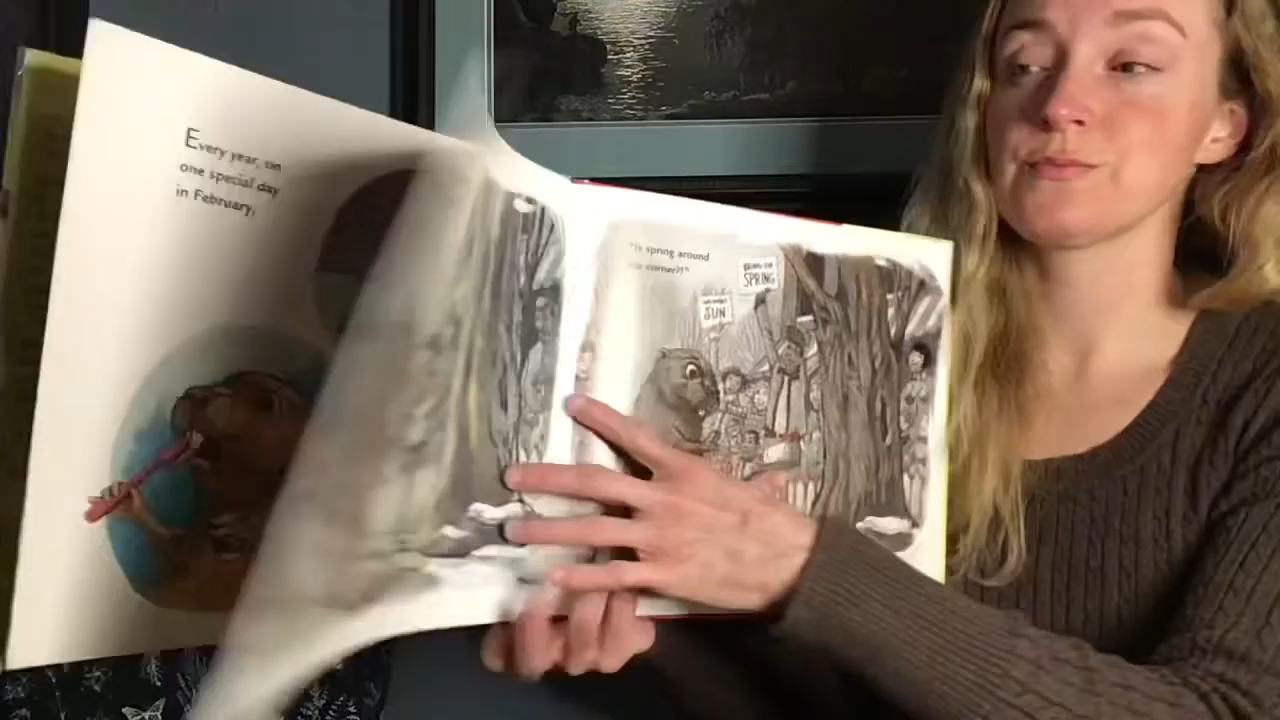 Every year, on
one special day
in February,
"Is spring around
the corner?!"
BRING ON
SPRING
SUN